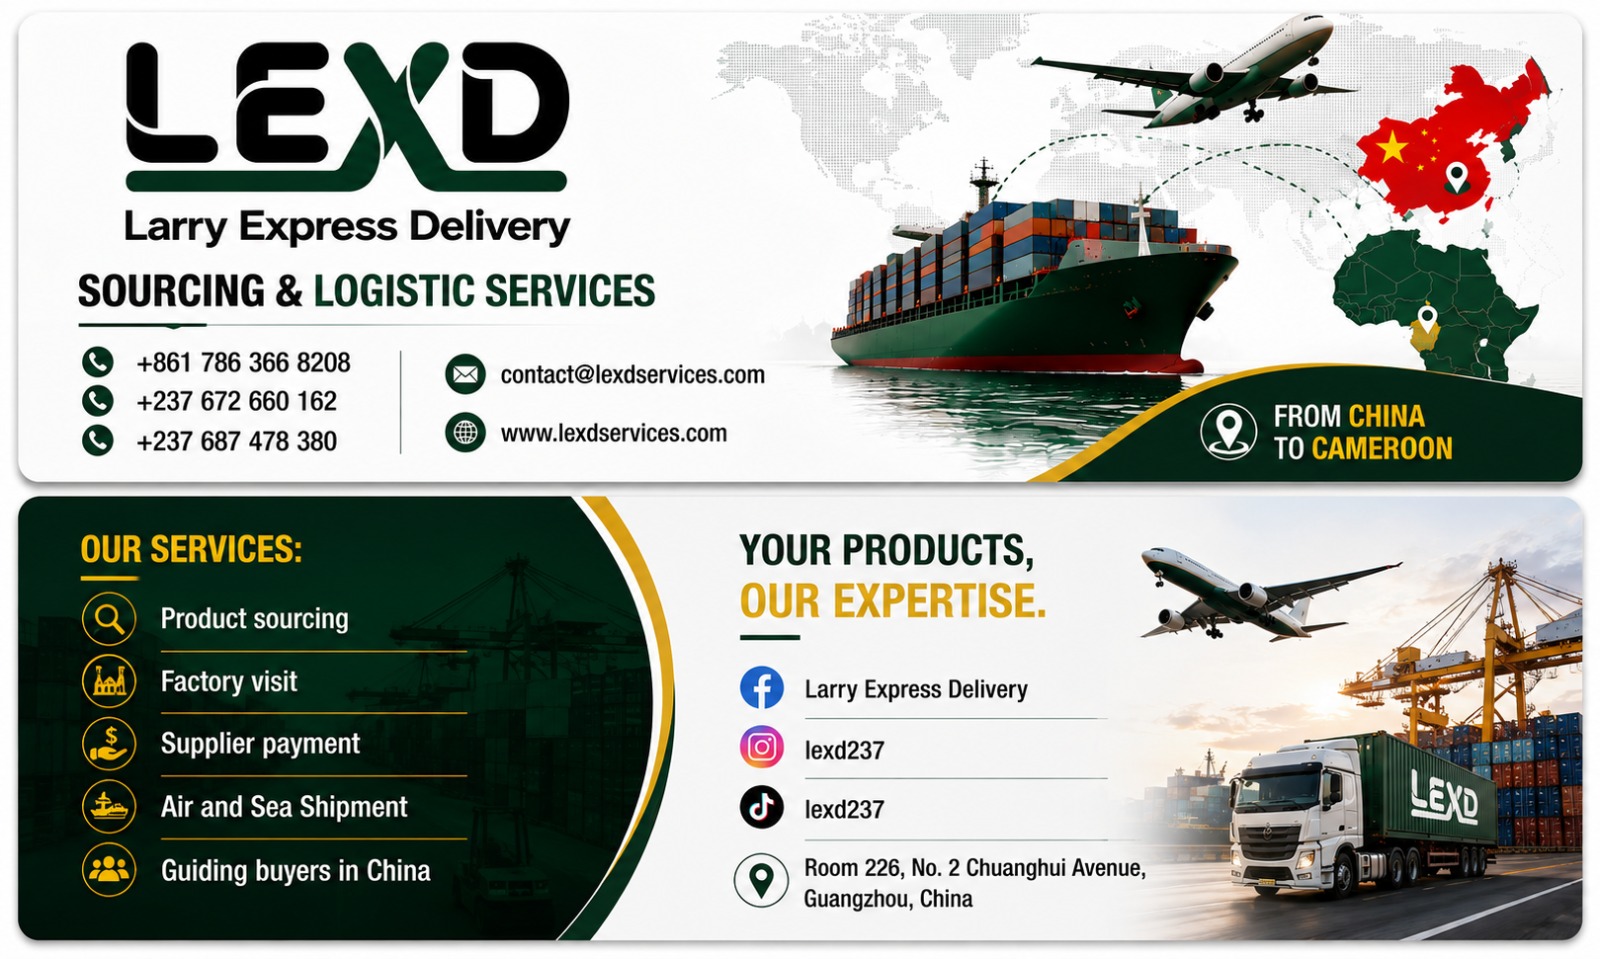 LEXD
Larry Express Delivery
SOURCING & LOGISTIC SERVICES
+861 786 366 8208
+237 672 660 162
+237 687 478 380
contact@lexdservices.com
www.lexdservices.com
FROM CHINA
TO CAMEROON
OUR SERVICES:
Product sourcing
Factory visit
Supplier payment
Air and Sea Shipment
Guiding buyers in China
YOUR PRODUCTS,
OUR EXPERTISE.
Larry Express Delivery
lexd237
lexd237
Room 226, No. 2 Chuanghui Avenue,
Guangzhou, China
LEXD